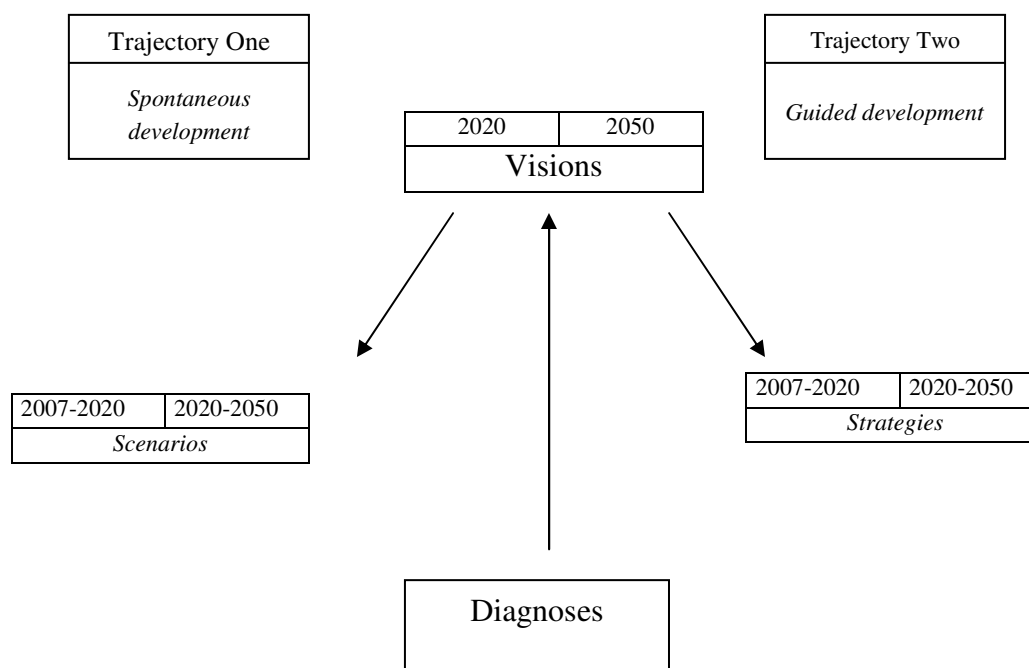 Trajectory One
Spontaneous
development
Trajectory Two
Guided development
2020 2050
Visions
2007-2020 2020-2050
Scenarios
2007-2020 2020-2050
Strategies
Diagnoses